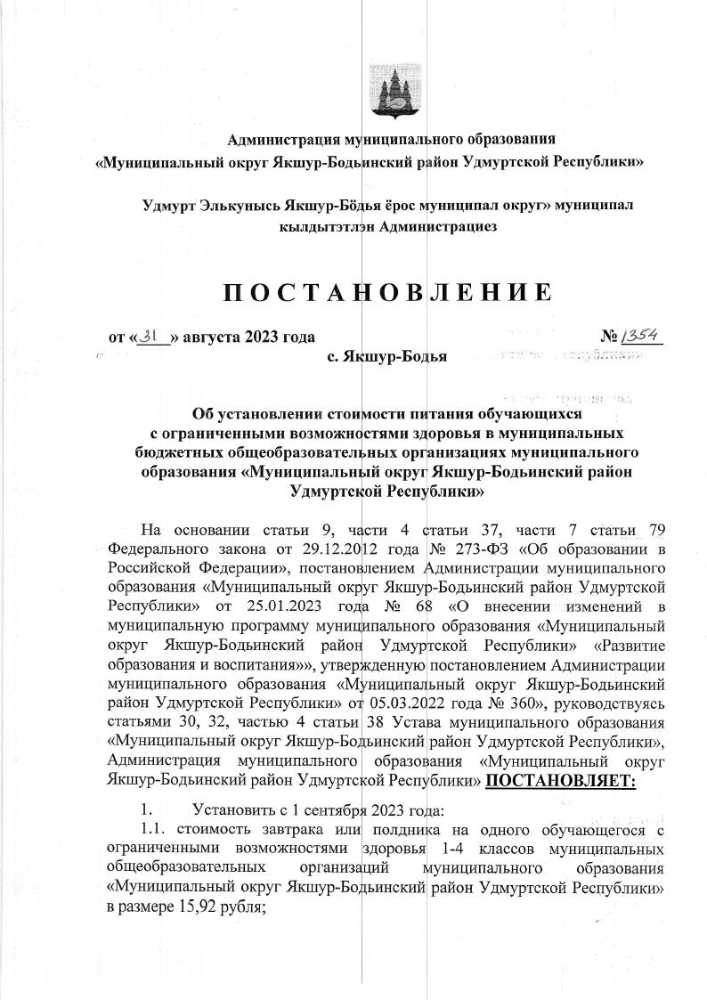 Администрация муниципального образования
«Муниципальный округ Якшур-Бодьинский район Удмуртской Республики»
Удмурт Элькунысь Якшур-Бӧдья ёрос муниципал округ» муниципал
кылдытэтлэн Администрациез
ПОСТАНОВЛЕНИЕ
от «31» августа 2023 года № 1354
с. Якшур-Бодья
Об установлении стоимости питания обучающихся
с ограниченными возможностями здоровья в муниципальных
бюджетных общеобразовательных организациях муниципального
образования «Муниципальный округ Якшур-Бодьинский район
Удмуртской Республики»
На основании статьи 9, части 4 статьи 37, части 7 статьи 79
Федерального закона от 29.12.2012 года № 273-ФЗ «Об образовании в
Российской Федерации», постановлением Администрации муниципального
образования «Муниципальный округ Якшур-Бодьинский район Удмуртской
Республики» от 25.01.2023 года № 68 «О внесении изменений в
муниципальную программу муниципального образования «Муниципальный
округ Якшур-Бодьинский район Удмуртской Республики» «Развитие
образования и воспитания»», утвержденную постановлением Администрации
муниципального образования «Муниципальный округ Якшур-Бодьинский
район Удмуртской Республики» от 05.03.2022 года № 360», руководствуясь
статьями 30, 32, частью 4 статьи 38 Устава муниципального образования
«Муниципальный округ Якшур-Бодьинский район Удмуртской Республики»,
Администрация муниципального образования «Муниципальный округ
Якшур-Бодьинский район Удмуртской Республики» ПОСТАНОВЛЯЕТ:
1. Установить с 1 сентября 2023 года:
1.1. стоимость завтрака или полдника на одного обучающегося с
ограниченными возможностями здоровья 1-4 классов муниципальных
общеобразовательных организаций муниципального образования
«Муниципальный округ Якшур-Бодьинский район Удмуртской Республики»
в размере 15,92 рубля;